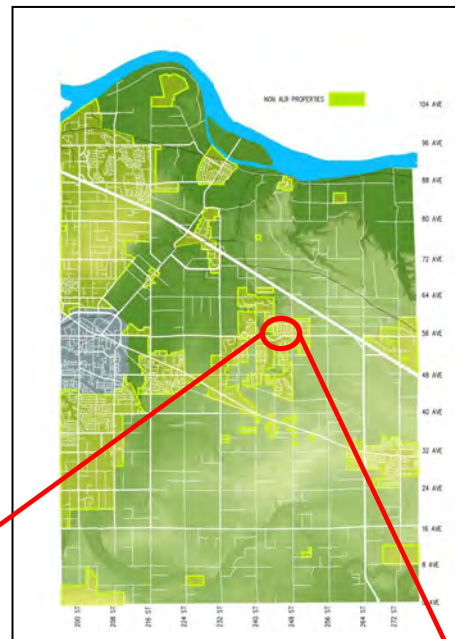 NON ALR PROPERTIES
104 AVE
96 AVE
88 AVE
80 AVE
72 AVE
64 AVE
56 AVE
48 AVE
40 AVE
32 AVE
24 AVE
16 AVE
8 AVE
0 AVE
200 ST
208 ST
216 ST
224 ST
232 ST
240 ST
248 ST
256 ST
264 ST
272 ST